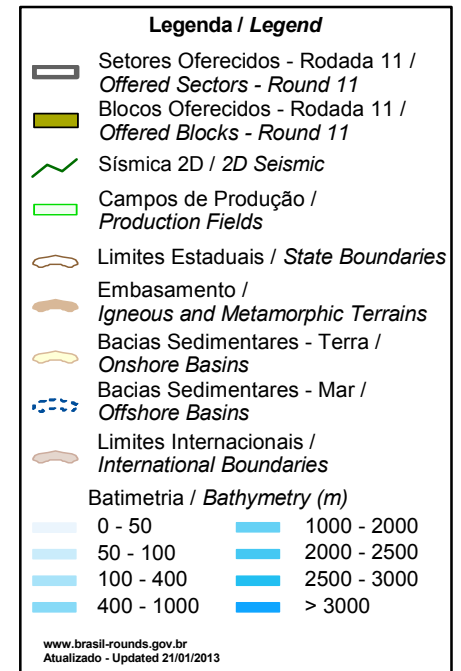 Legenda / Legend
Setores Oferecidos - Rodada 11 /
Offered Sectors - Round 11
Blocos Oferecidos - Rodada 11 /
Offered Blocks - Round 11
Sísmica 2D / 2D Seismic
Campos de Produção /
Production Fields
Limites Estaduais / State Boundaries
Embasamento /
Igneous and Metamorphic Terrains
Bacias Sedimentares - Terra /
Onshore Basins
Bacias Sedimentares - Mar /
Offshore Basins
Limites Internacionais /
International Boundaries
Batimetria / Bathymetry (m)
0 - 50
50 - 100
100 - 400
400 - 1000
1000 - 2000
2000 - 2500
2500 - 3000
> 3000
www.brasil-rounds.gov.br
Atualizado - Updated 21/01/2013